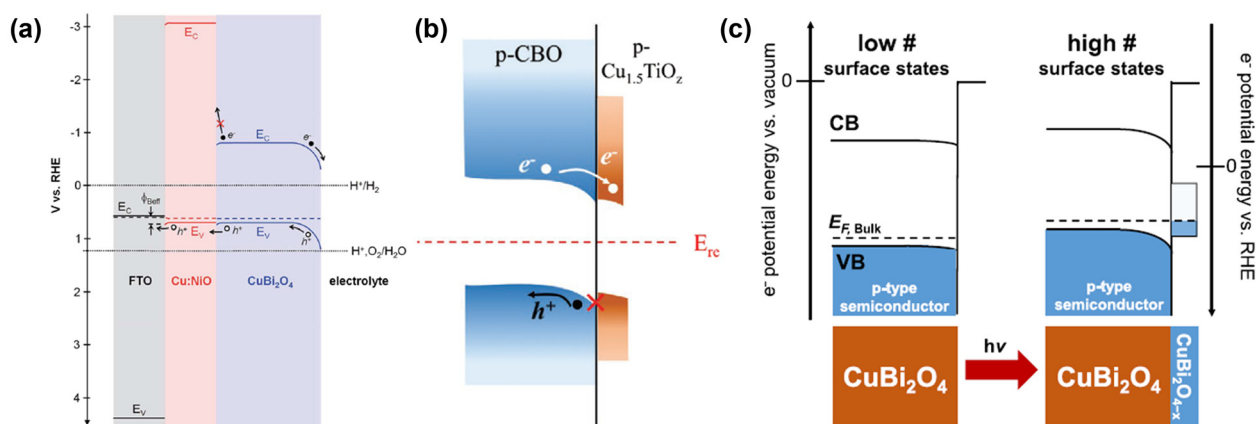 (a)
V vs. RHE
-3
-2
-1
0
1
2
3
4
E_C
E_C
e⁻
e⁻
H⁺/H₂
E_C
ϕ_Beff
h⁺
E_V
h⁺
E_V
h⁺
H⁺,O₂/H₂O
FTO
Cu:NiO
CuBi₂O₄
electrolyte
E_V
(b)
p-CBO
p-
Cu₁.₅TiO_z
e⁻
e⁻
E_re
h⁺
(c)
low #
surface states
high #
surface states
e⁻ potential energy vs. vacuum
0
CB
E_F, Bulk
VB
p-type
semiconductor
p-type
semiconductor
0
e⁻ potential energy vs. RHE
CuBi₂O₄
hv
CuBi₂O₄
CuBi₂O₄₋ₓ